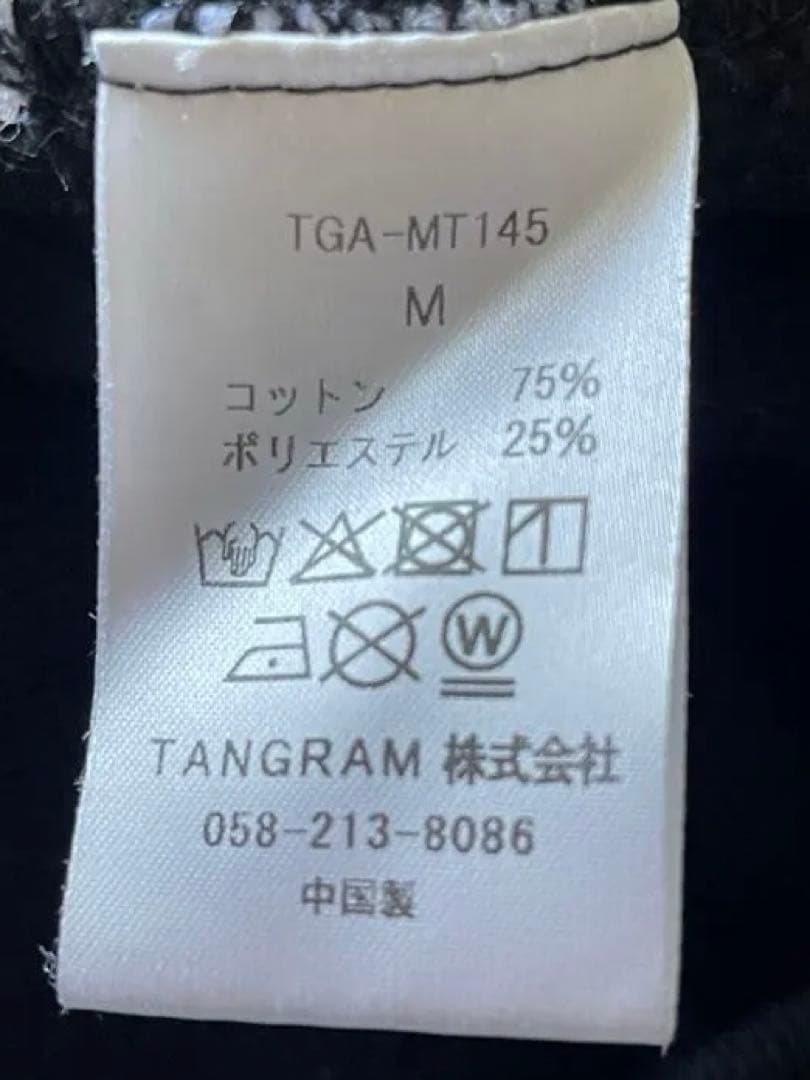 TGA-MT145
M
コットン 75%
ポリエステル 25%
W
TANGRAM 株式会社
058-213-8086
中国製